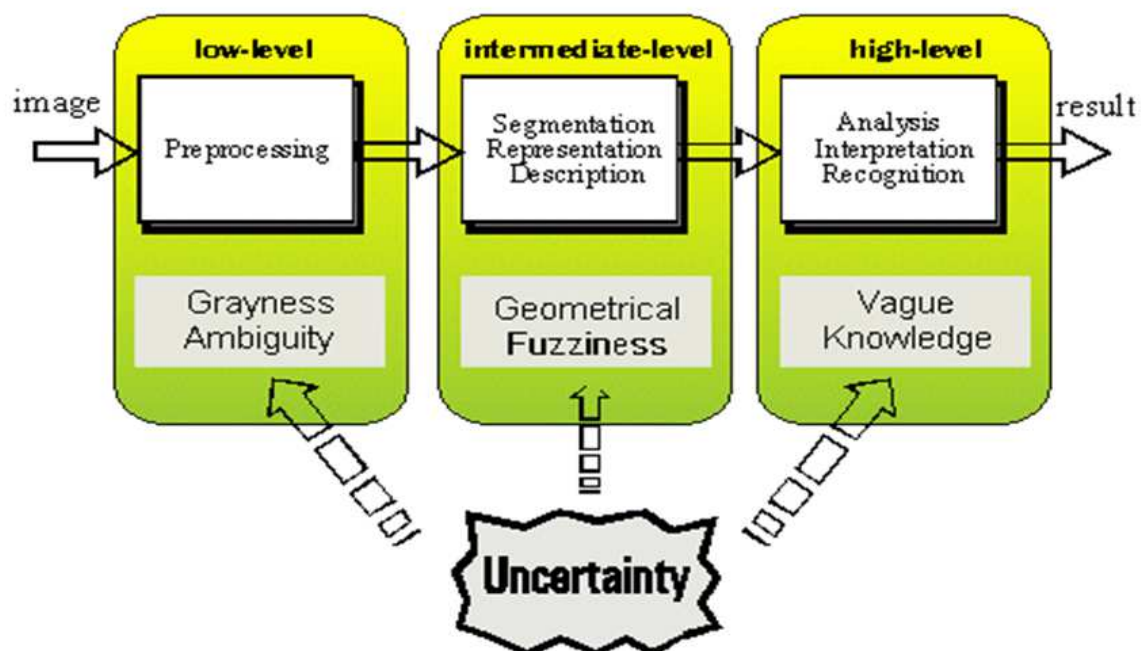 low-level
intermediate-level
high-level
image
Preprocessing
Segmentation
Representation
Description
Analysis
Interpretation
Recognition
result
Grayness
Ambiguity
Geometrical
Fuzziness
Vague
Knowledge
Uncertainty